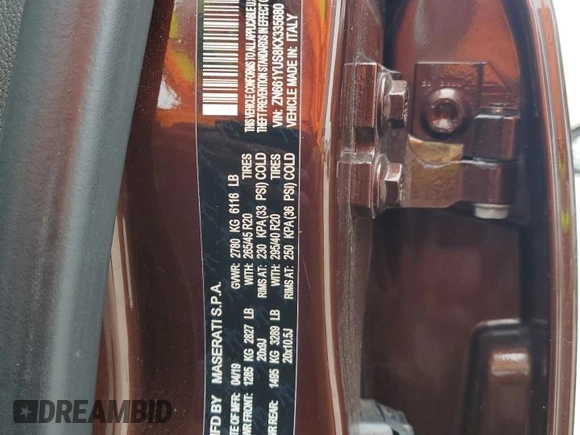 MFD BY MASERATI S.P.A.
DATE OF MFR: 04/19 GVWR: 2780 KG 6116 LB
GAWR FRONT: 1285 KG 2827 LB WITH: 265/45 R20 TIRES
20x9J RIMS AT: 230 KPA (33 PSI) COLD
GAWR REAR: 1495 KG 3289 LB WITH: 295/40 R20 TIRES
20x10.5J RIMS AT: 250 KPA (36 PSI) COLD
THIS VEHICLE CONFORMS TO ALL APPLICABLE
THEFT PREVENTION STANDARDS IN EFFECT
VIN: ZN661YUS8KX335680
VEHICLE MADE IN: ITALY
DREAMBID